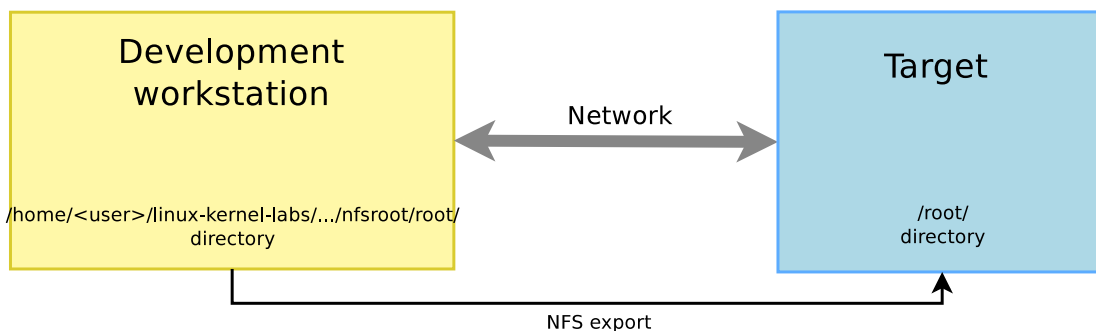 Development
workstation
/home/<user>/linux-kernel-labs/.../nfsroot/root/
directory
Network
Target
/root/
directory
NFS export